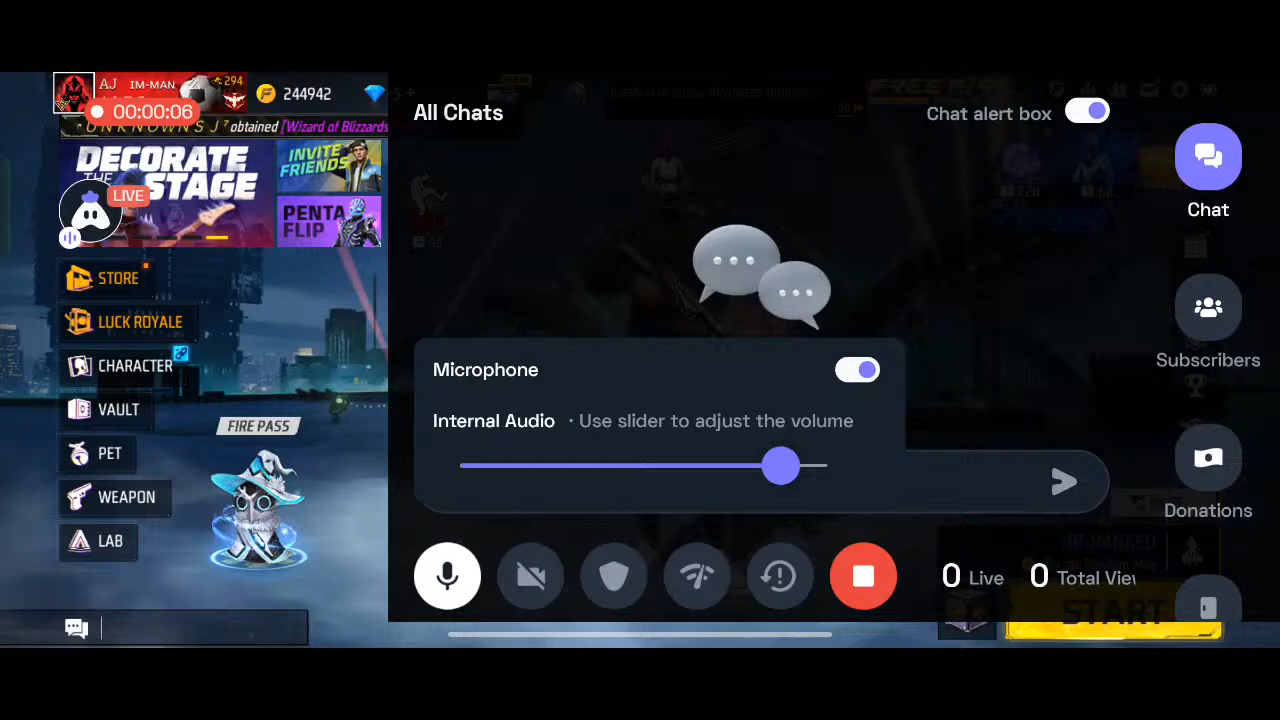 AJ IM-MAN
294
244942
00:00:06
UNKNOWNSJ obtained [Wizard of Blizzards
DECORATE
THE
STAGE
INVITE
FRIENDS
PENTA
FLIP
LIVE
STORE
LUCK ROYALE
CHARACTER
VAULT
PET
WEAPON
LAB
FIRE PASS
All Chats
Chat alert box
Chat
Subscribers
Donations
Microphone
Internal Audio · Use slider to adjust the volume
0 Live 0 Total Vie
START